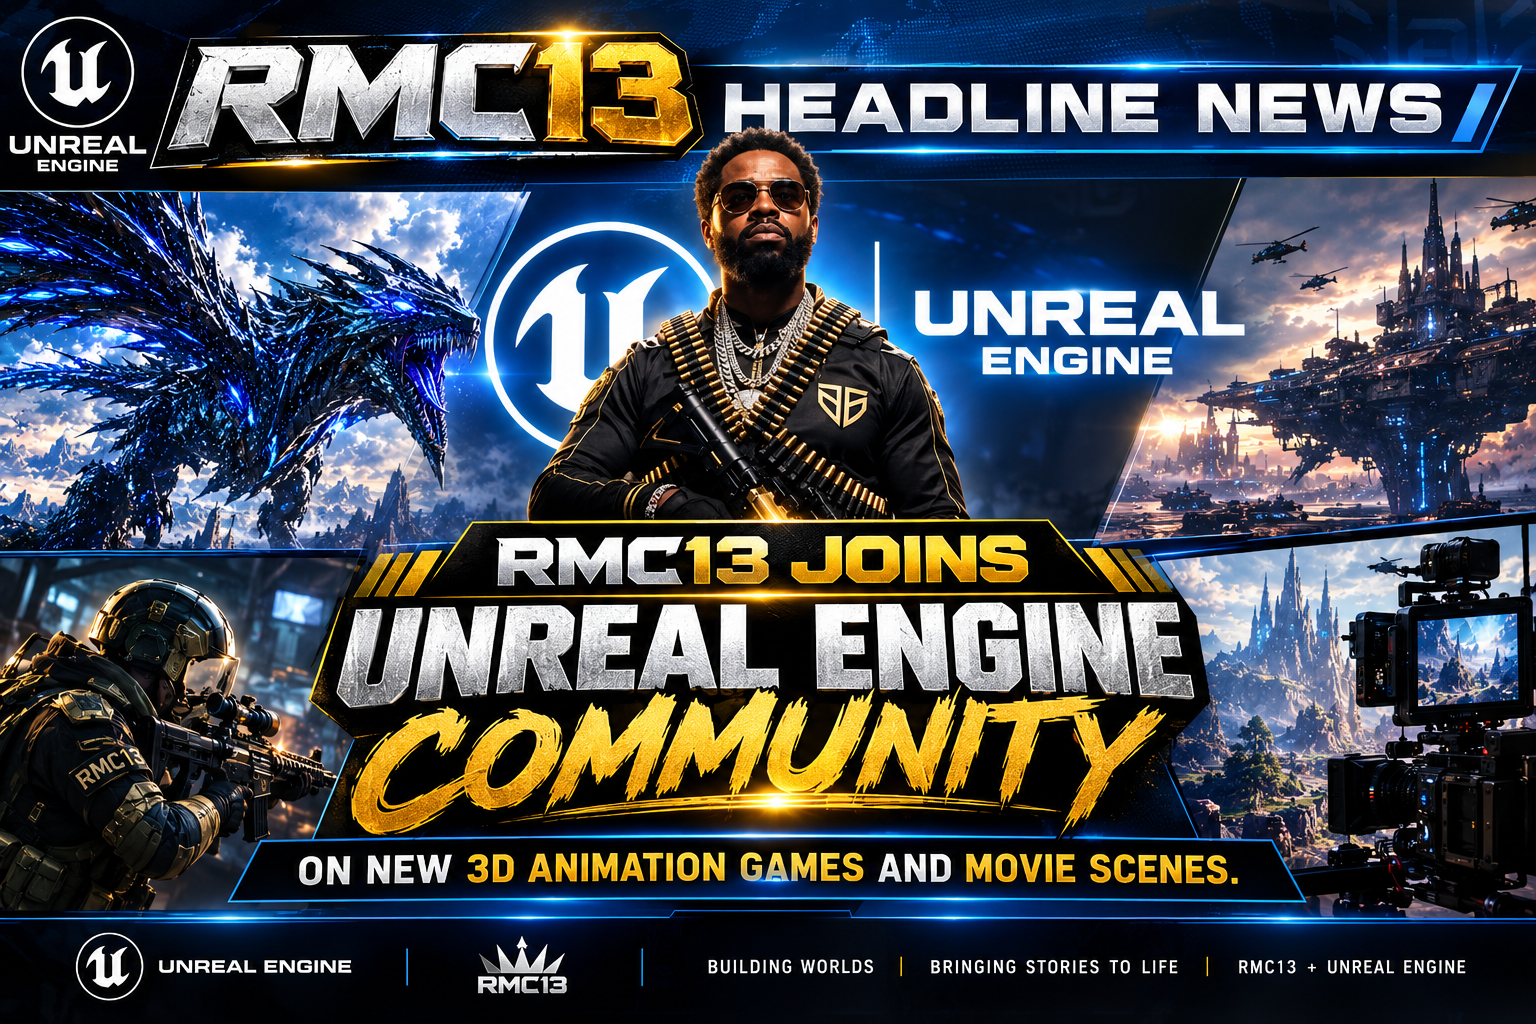 UNREAL
ENGINE
RMC13
HEADLINE NEWS
UNREAL
ENGINE
RMC13 JOINS
UNREAL ENGINE
COMMUNITY
RMC13
ON NEW 3D ANIMATION GAMES AND MOVIE SCENES.
UNREAL ENGINE
RMC13
BUILDING WORLDS
BRINGING STORIES TO LIFE
RMC13 + UNREAL ENGINE